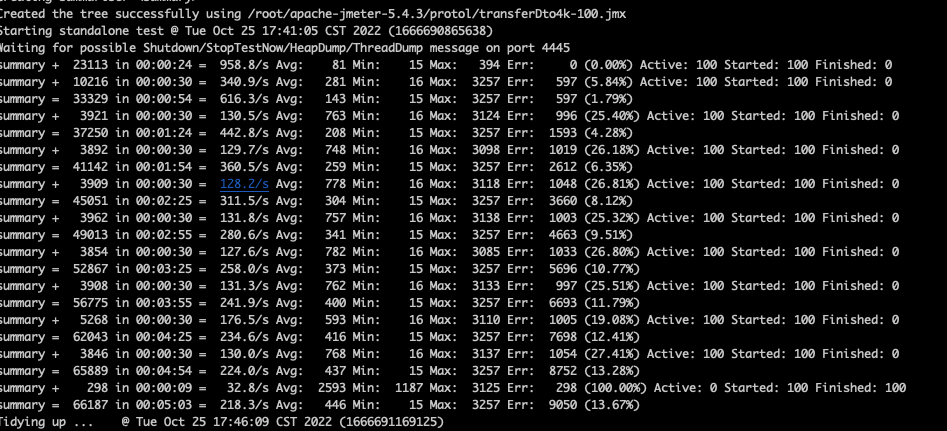 Created the tree successfully using /root/apache-jmeter-5.4.3/protol/transferDto4k-100.jmx
Starting standalone test @ Tue Oct 25 17:41:05 CST 2022 (1666690865638)
Waiting for possible Shutdown/StopTestNow/HeapDump/ThreadDump message on port 4445
summary +  23113 in 00:00:24 =  958.8/s Avg:    81 Min:    15 Max:   394 Err:     0 (0.00%) Active: 100 Started: 100 Finished: 0
summary +  10216 in 00:00:30 =  340.9/s Avg:   281 Min:    16 Max:  3257 Err:   597 (5.84%) Active: 100 Started: 100 Finished: 0
summary =  33329 in 00:00:54 =  616.3/s Avg:   143 Min:    15 Max:  3257 Err:   597 (1.79%)
summary +   3921 in 00:00:30 =  130.5/s Avg:   763 Min:    16 Max:  3124 Err:   996 (25.40%) Active: 100 Started: 100 Finished: 0
summary =  37250 in 00:01:24 =  442.8/s Avg:   208 Min:    15 Max:  3257 Err:  1593 (4.28%)
summary +   3892 in 00:00:30 =  129.7/s Avg:   748 Min:    16 Max:  3098 Err:  1019 (26.18%) Active: 100 Started: 100 Finished: 0
summary =  41142 in 00:01:54 =  360.5/s Avg:   259 Min:    15 Max:  3257 Err:  2612 (6.35%)
summary +   3909 in 00:00:30 =  128.2/s Avg:   778 Min:    16 Max:  3118 Err:  1048 (26.81%) Active: 100 Started: 100 Finished: 0
summary =  45051 in 00:02:25 =  311.5/s Avg:   304 Min:    15 Max:  3257 Err:  3660 (8.12%)
summary +   3962 in 00:00:30 =  131.8/s Avg:   757 Min:    16 Max:  3138 Err:  1003 (25.32%) Active: 100 Started: 100 Finished: 0
summary =  49013 in 00:02:55 =  280.6/s Avg:   341 Min:    15 Max:  3257 Err:  4663 (9.51%)
summary +   3854 in 00:00:30 =  127.6/s Avg:   782 Min:    16 Max:  3085 Err:  1033 (26.80%) Active: 100 Started: 100 Finished: 0
summary =  52867 in 00:03:25 =  258.0/s Avg:   373 Min:    15 Max:  3257 Err:  5696 (10.77%)
summary +   3908 in 00:00:30 =  131.3/s Avg:   762 Min:    16 Max:  3133 Err:   997 (25.51%) Active: 100 Started: 100 Finished: 0
summary =  56775 in 00:03:55 =  241.9/s Avg:   400 Min:    15 Max:  3257 Err:  6693 (11.79%)
summary +   5268 in 00:00:30 =  176.5/s Avg:   593 Min:    16 Max:  3110 Err:  1005 (19.08%) Active: 100 Started: 100 Finished: 0
summary =  62043 in 00:04:25 =  234.6/s Avg:   416 Min:    15 Max:  3257 Err:  7698 (12.41%)
summary +   3846 in 00:00:30 =  130.0/s Avg:   768 Min:    16 Max:  3137 Err:  1054 (27.41%) Active: 100 Started: 100 Finished: 0
summary =  65889 in 00:04:54 =  224.0/s Avg:   437 Min:    15 Max:  3257 Err:  8752 (13.28%)
summary +    298 in 00:00:09 =   32.8/s Avg:  2593 Min:  1187 Max:  3125 Err:   298 (100.00%) Active: 0 Started: 100 Finished: 100
summary =  66187 in 00:05:03 =  218.3/s Avg:   446 Min:    15 Max:  3257 Err:  9050 (13.67%)
Tidying up ...    @ Tue Oct 25 17:46:09 CST 2022 (1666691169125)